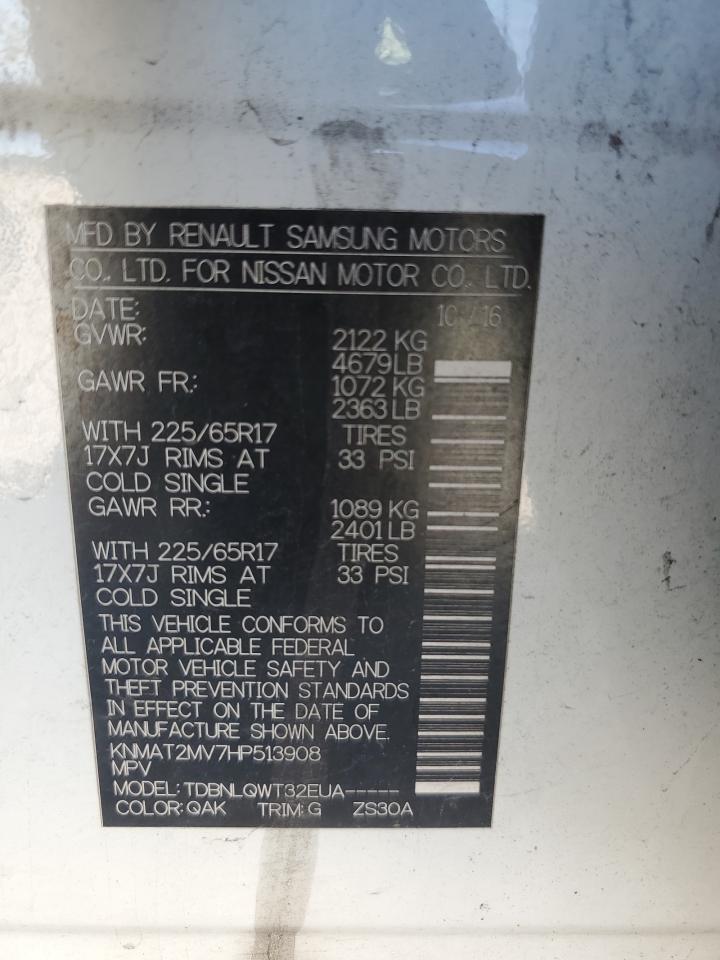 MFD BY RENAULT SAMSUNG MOTORS
CO., LTD. FOR NISSAN MOTOR CO., LTD.
DATE: 10 / 16
GVWR: 2122 KG
4679LB
GAWR FR.: 1072 KG
2363LB
WITH 225/65R17 TIRES
17X7J RIMS AT 33 PSI
COLD SINGLE
GAWR RR.: 1089 KG
2401LB
WITH 225/65R17 TIRES
17X7J RIMS AT 33 PSI
COLD SINGLE
THIS VEHICLE CONFORMS TO
ALL APPLICABLE FEDERAL
MOTOR VEHICLE SAFETY AND
THEFT PREVENTION STANDARDS
IN EFFECT ON THE DATE OF
MANUFACTURE SHOWN ABOVE.
KNMAT2MV7HP513908
MPV
MODEL: TDBNLQWT32EUA-----
COLOR: QAK TRIM: G ZS30A